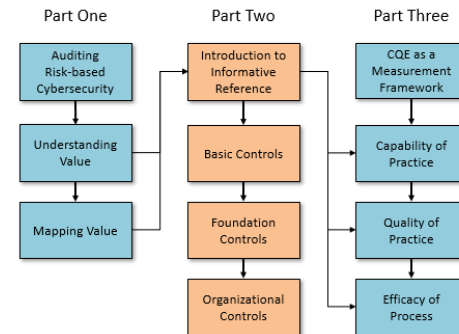 Part One
Part Two
Part Three
Auditing
Risk-based
Cybersecurity
Understanding
Value
Mapping Value
Introduction to
Informative
Reference
Basic Controls
Foundation
Controls
Organizational
Controls
CQE as a
Measurement
Framework
Capability of
Practice
Quality of
Practice
Efficacy of
Process